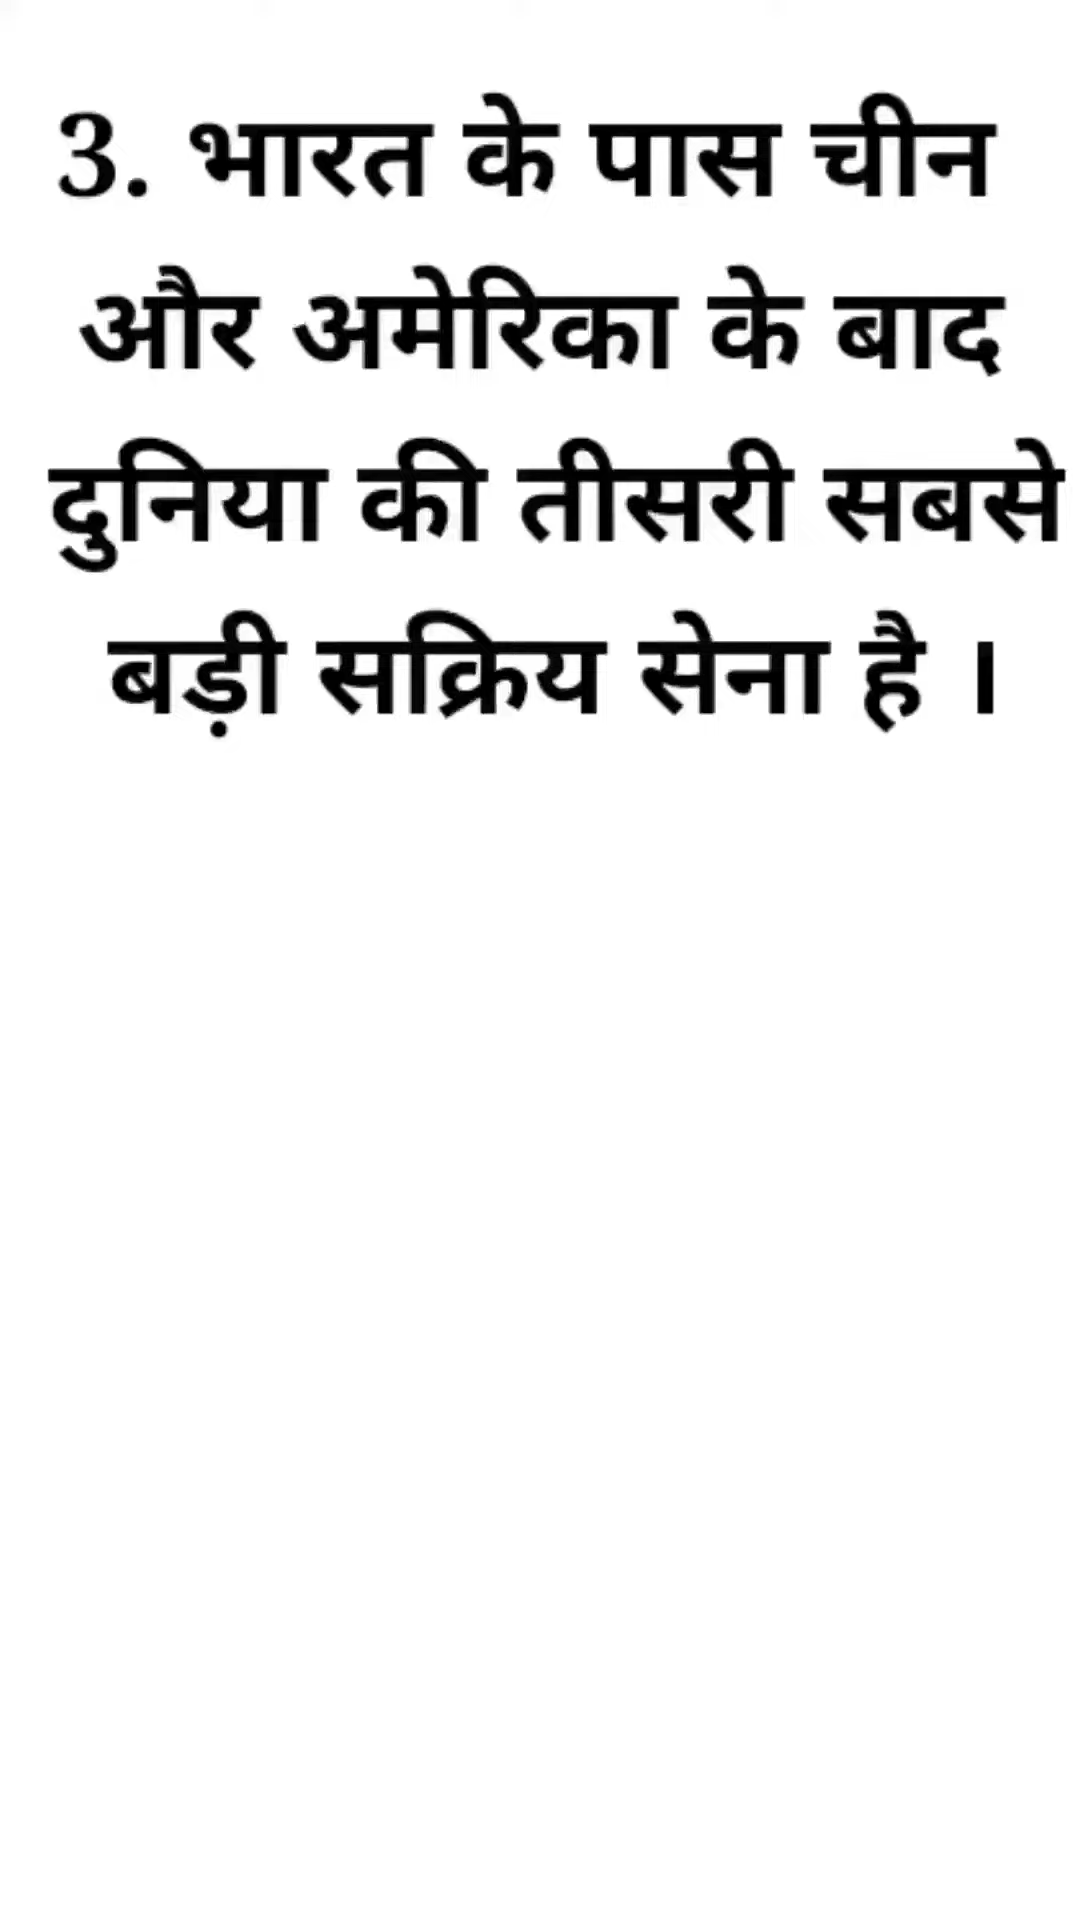 3. भारत के पास चीन
और अमेरिका के बाद
दुनिया की तीसरी सबसे
बड़ी सक्रिय सेना है ।